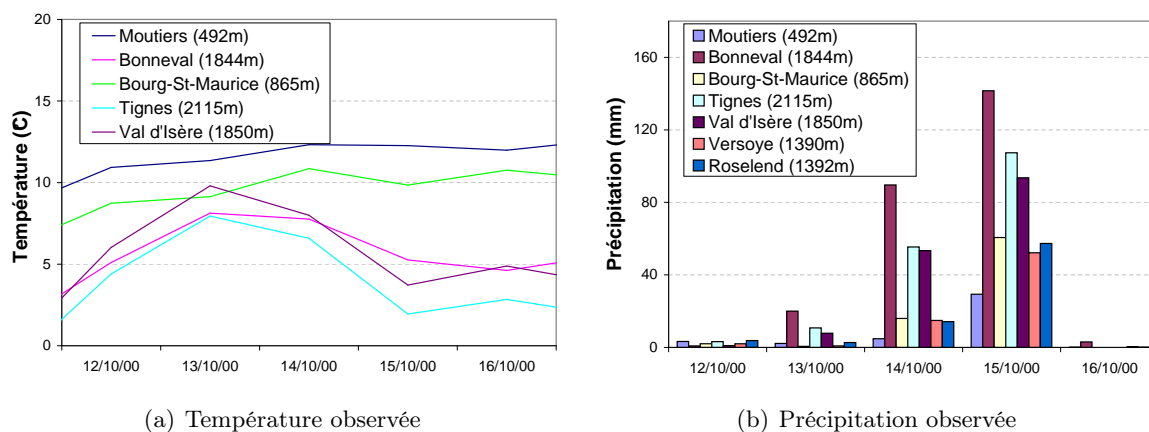 20
15
10
5
0
Température (C)
Moutiers (492m)
Bonneval (1844m)
Bourg-St-Maurice (865m)
Tignes (2115m)
Val d'Isère (1850m)
12/10/00 13/10/00 14/10/00 15/10/00 16/10/00
(a) Température observée
160
120
80
40
0
Précipitation (mm)
Moutiers (492m)
Bonneval (1844m)
Bourg-St-Maurice (865m)
Tignes (2115m)
Val d'Isère (1850m)
Versoye (1390m)
Roselend (1392m)
12/10/00 13/10/00 14/10/00 15/10/00 16/10/00
(b) Précipitation observée